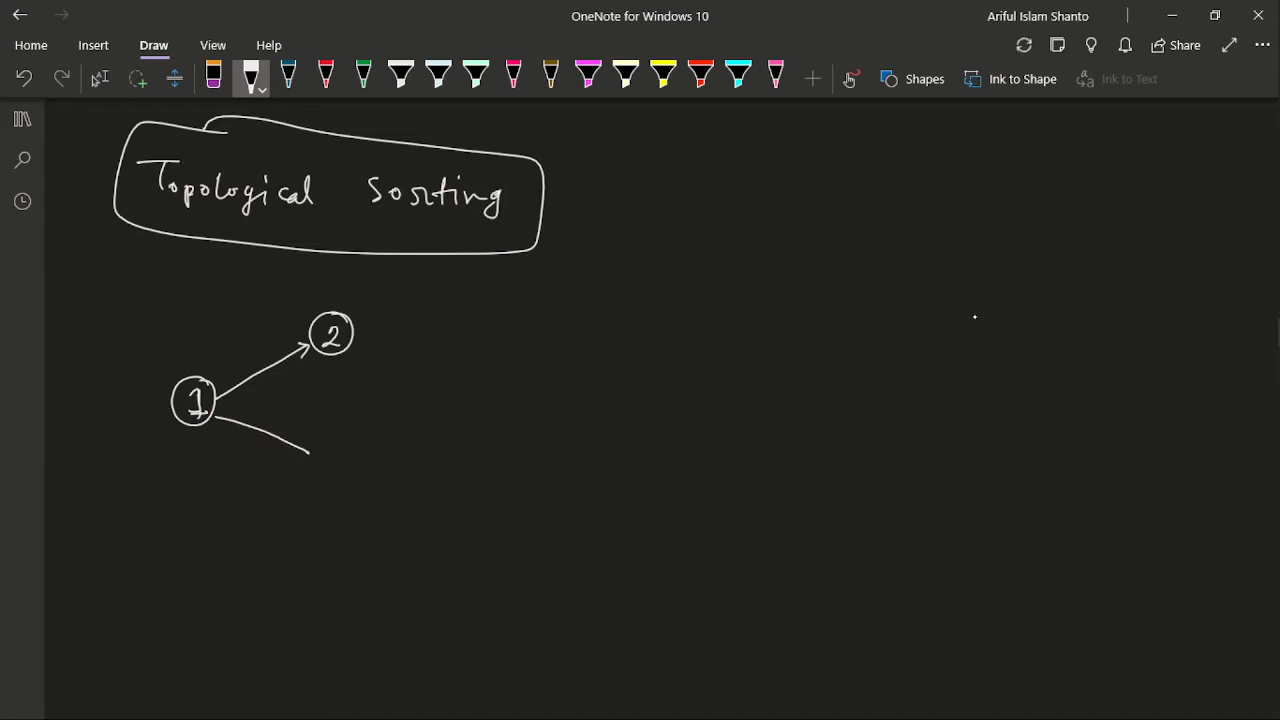 OneNote for Windows 10
Ariful Islam Shanto
Home Insert Draw View Help
Share
Shapes Ink to Shape Ink to Text
Topological Sorting
2
1